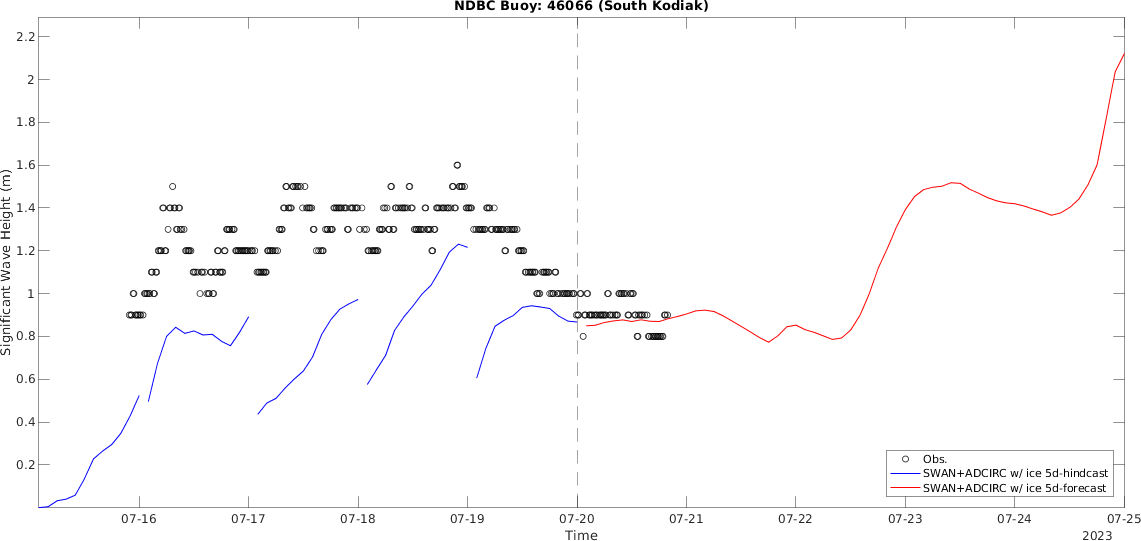 NDBC Buoy: 46066 (South Kodiak)
2.2
2
1.8
1.6
1.4
1.2
1
0.8
0.6
0.4
0.2
Significant Wave Height (m)
Obs.
SWAN+ADCIRC w/ ice 5d-hindcast
SWAN+ADCIRC w/ ice 5d-forecast
07-16 07-17 07-18 07-19 07-20 07-21 07-22 07-23 07-24 07-25
Time
2023